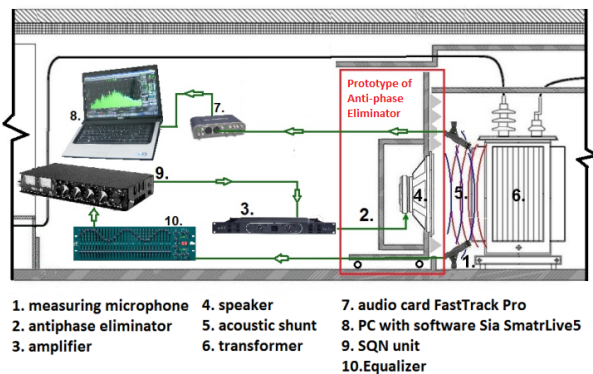 Prototype of
Anti-phase
Eliminator
8.
7.
9.
3.
10.
2.
4.
5.
6.
1.
1. measuring microphone
2. antiphase eliminator
3. amplifier
4. speaker
5. acoustic shunt
6. transformer
7. audio card FastTrack Pro
8. PC with software Sia SmatrLive5
9. SQN unit
10.Equalizer